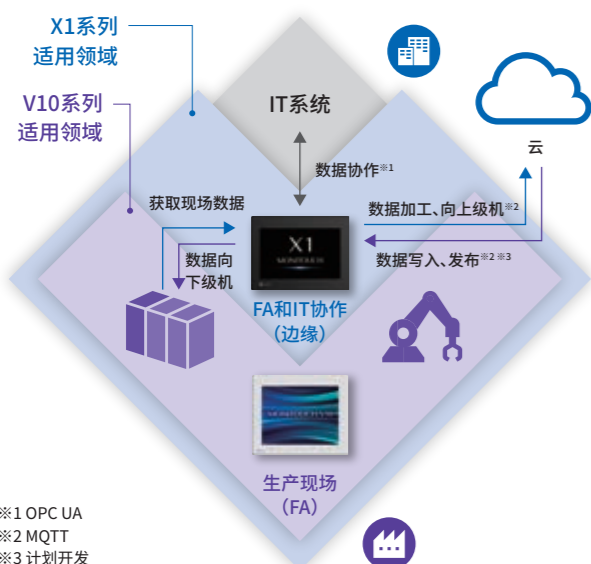 X1系列
适用领域
V10系列
适用领域
IT系统
云
数据协作※1
获取现场数据
数据加工、向上级机※2
X1
MONITOUCH
数据向
下级机
数据写入、发布※2 ※3
FA和IT协作
（边缘）
生产现场
（FA）
※1 OPC UA
※2 MQTT
※3 计划开发